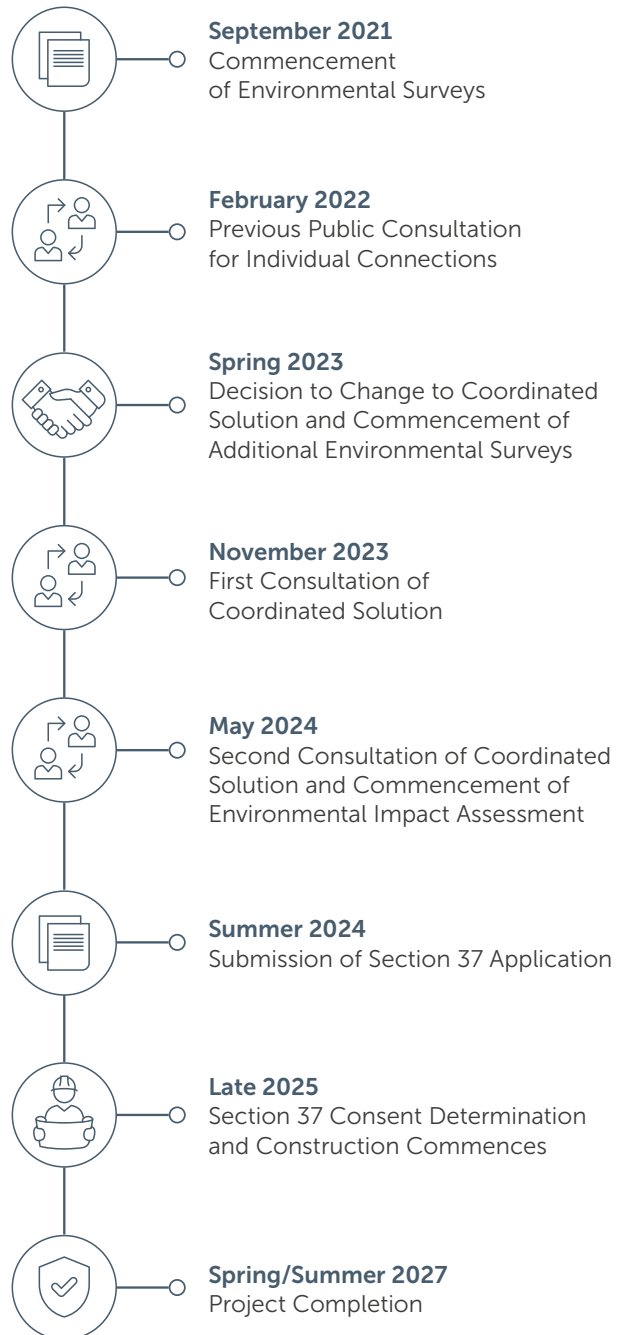 September 2021
Commencement
of Environmental Surveys
February 2022
Previous Public Consultation
for Individual Connections
Spring 2023
Decision to Change to Coordinated
Solution and Commencement of
Additional Environmental Surveys
November 2023
First Consultation of
Coordinated Solution
May 2024
Second Consultation of Coordinated
Solution and Commencement of
Environmental Impact Assessment
Summer 2024
Submission of Section 37 Application
Late 2025
Section 37 Consent Determination
and Construction Commences
Spring/Summer 2027
Project Completion